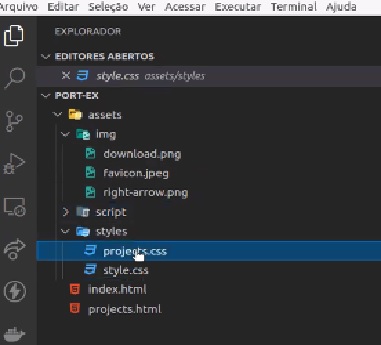 Arquivo Editar Seleção Ver Acessar Executar Terminal Ajuda
EXPLORADOR
EDITORES ABERTOS
style.css assets/styles
PORT-EX
assets
img
download.png
favicon.jpeg
right-arrow.png
script
styles
projects.css
style.css
index.html
projects.html